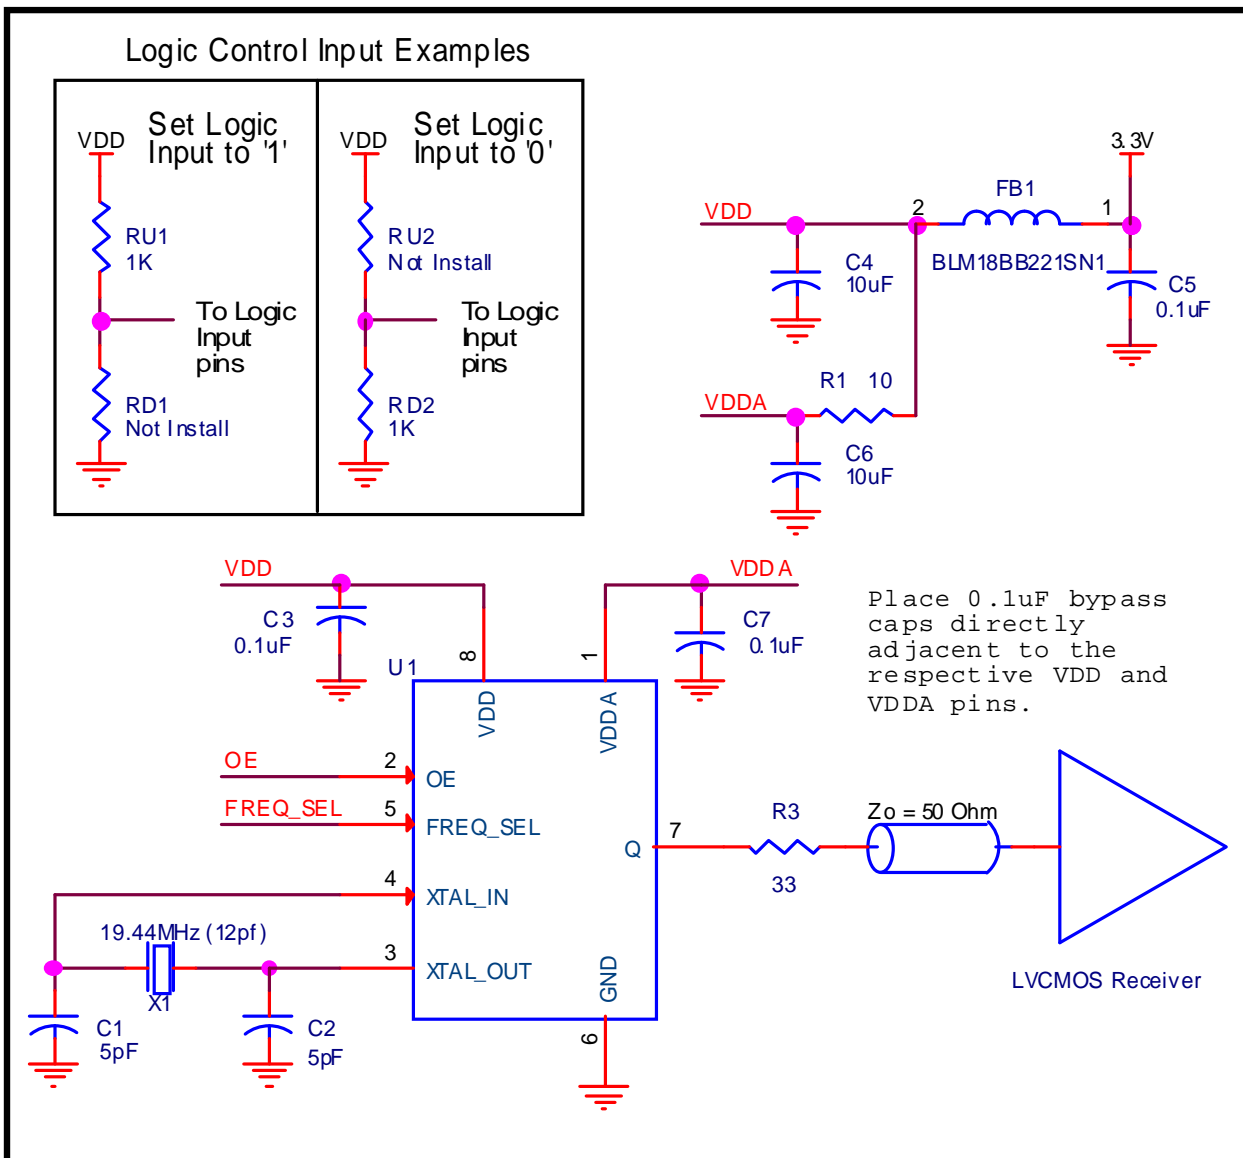 Logic Control Input Examples
Set Logic
Input to '1'
VDD
RU1
1K
To Logic
Input
pins
RD1
Not Install
Set Logic
Input to '0'
VDD
RU2
Not Install
To Logic
Input
pins
RD2
1K
3.3V
FB1
VDD
2
1
BLM18BB221SN1
C4
10uF
C5
0.1uF
R1 10
VDDA
C6
10uF
VDD
VDDA
C3
0.1uF
C7
0.1uF
Place 0.1uF bypass
caps directly
adjacent to the
respective VDD and
VDDA pins.
U1
8
1
VDD
VDDA
OE
2
OE
FREQ_SEL
5
FREQ_SEL
4
XTAL_IN
19.44MHz (12pf)
3
XTAL_OUT
X1
C1
5pF
C2
5pF
GND
6
Q
7
R3
33
Zo = 50 Ohm
LVCMOS Receiver